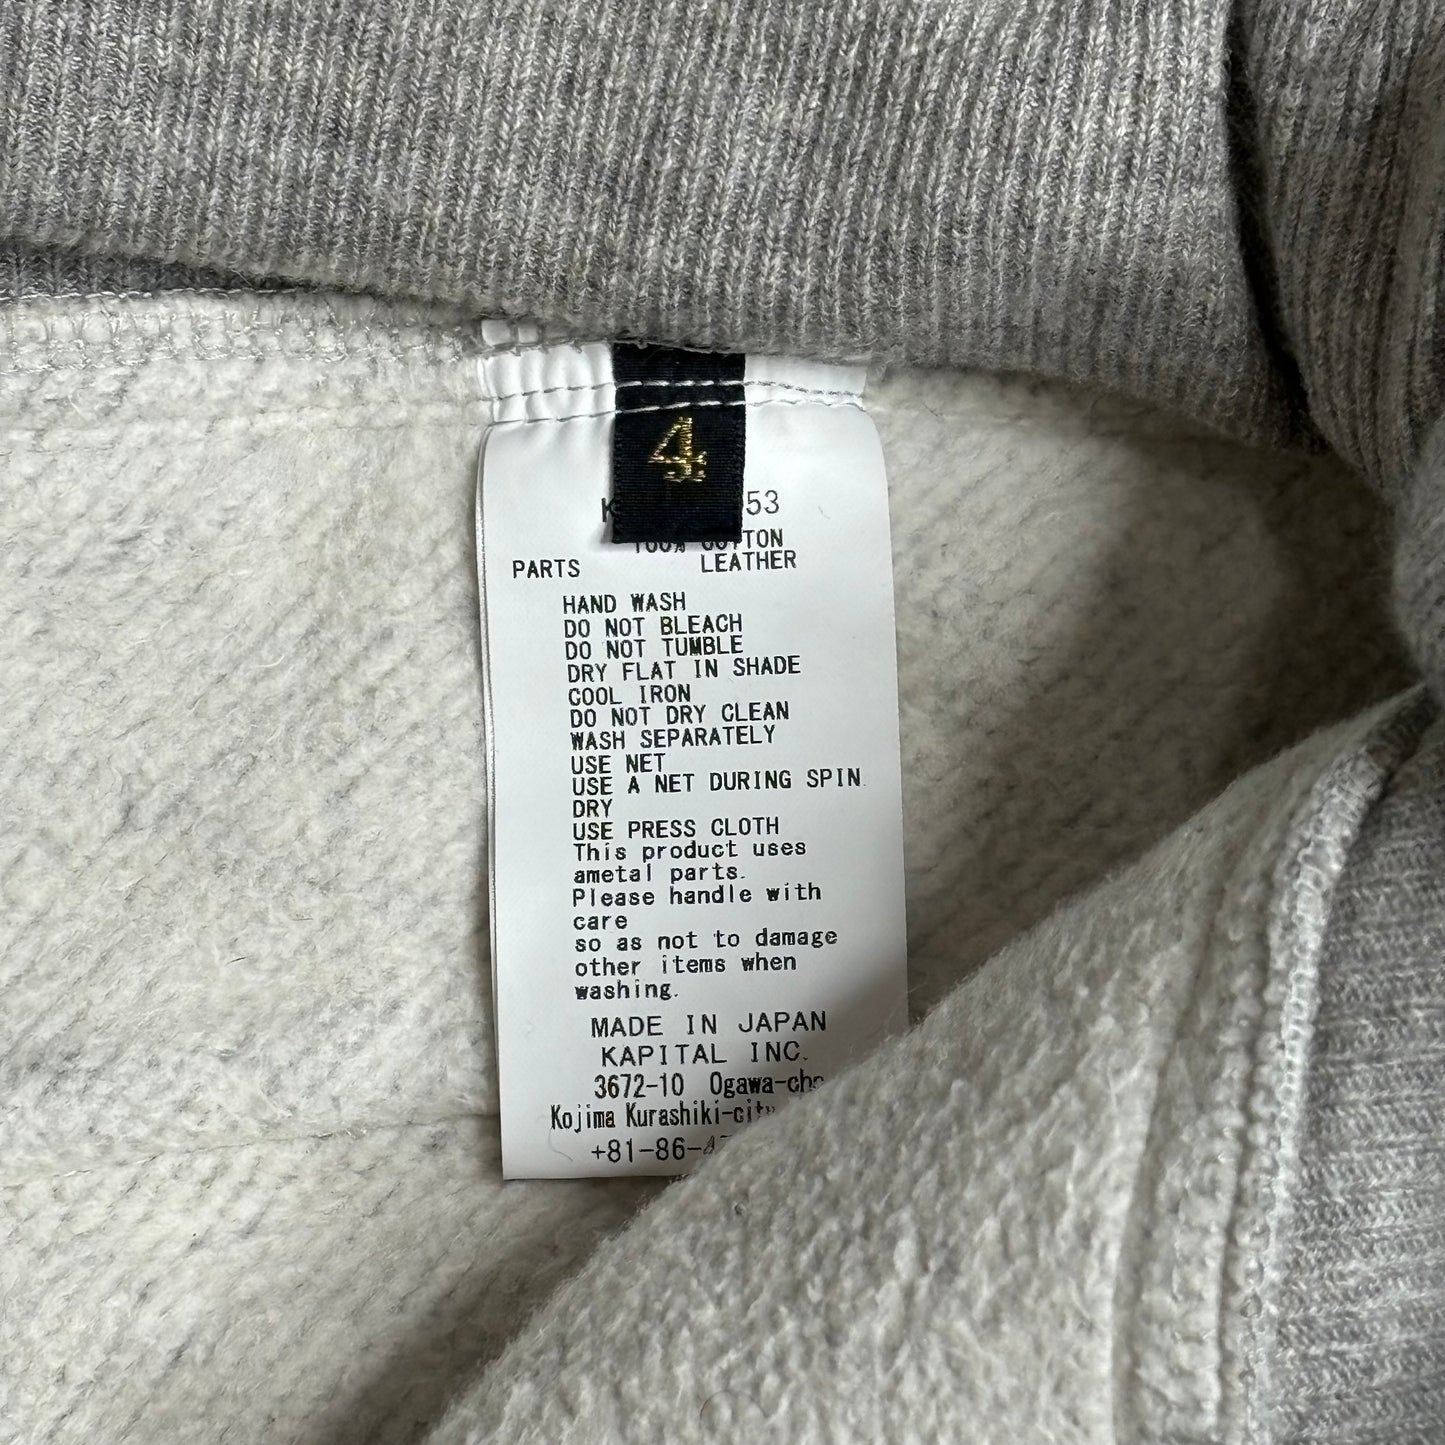 4
K 53
100% COTTON
PARTS LEATHER
HAND WASH
DO NOT BLEACH
DO NOT TUMBLE
DRY FLAT IN SHADE
COOL IRON
DO NOT DRY CLEAN
WASH SEPARATELY
USE NET
USE A NET DURING SPIN
DRY
USE PRESS CLOTH
This product uses
ametal parts.
Please handle with
care
so as not to damage
other items when
washing.
MADE IN JAPAN
KAPITAL INC.
3672-10 Ogawa-cho
Kojima Kurashiki-city
+81-86-4